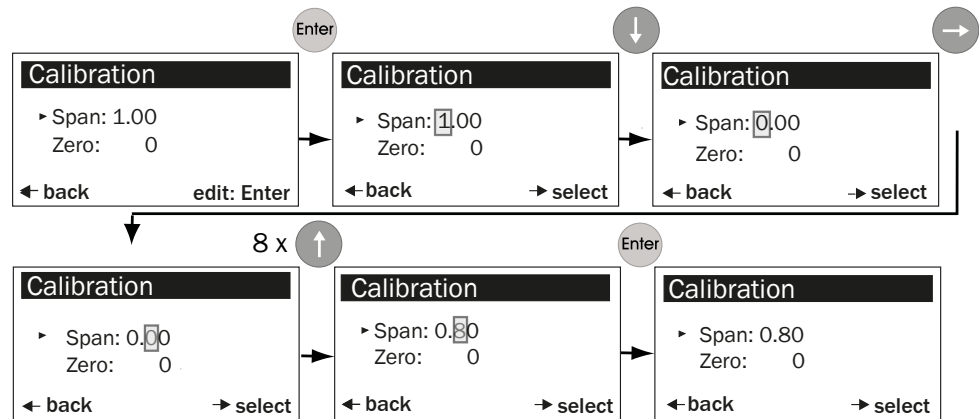 Enter
Calibration
Span: 1.00
Zero: 0
back edit: Enter
Calibration
Span: 1.00
Zero: 0
back select
Calibration
Span: 0.00
Zero: 0
back select
8 x
Enter
Calibration
Span: 0.00
Zero: 0
back select
Calibration
Span: 0.80
Zero: 0
back select
Calibration
Span: 0.80
Zero: 0
back select